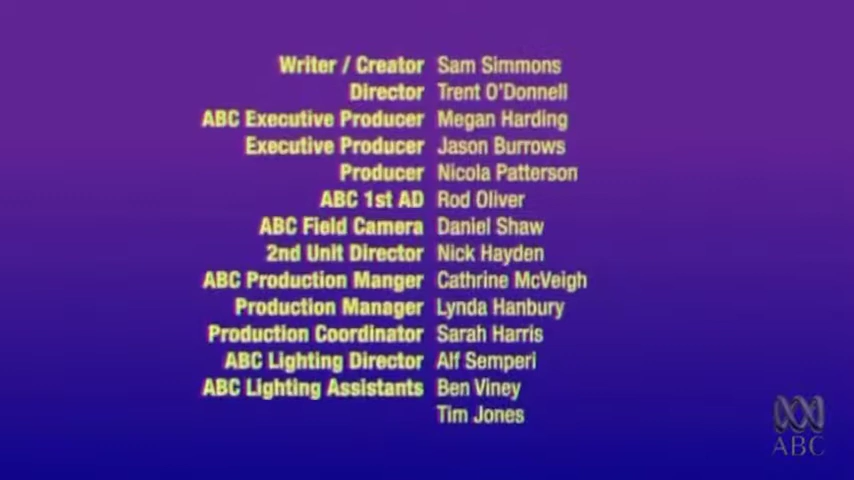 Writer / Creator Sam Simmons
Director Trent O'Donnell
ABC Executive Producer Megan Harding
Executive Producer Jason Burrows
Producer Nicola Patterson
ABC 1st AD Rod Oliver
ABC Field Camera Daniel Shaw
2nd Unit Director Nick Hayden
ABC Production Manger Cathrine McVeigh
Production Manager Lynda Hanbury
Production Coordinator Sarah Harris
ABC Lighting Director Alf Semperi
ABC Lighting Assistants Ben Viney
Tim Jones
ABC